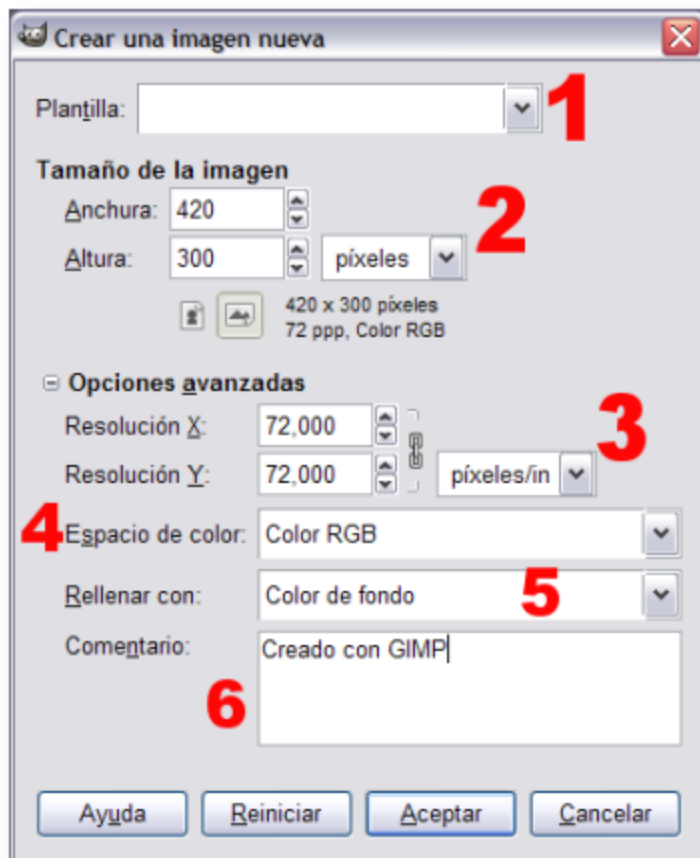 Crear una imagen nueva
Plantilla: 1
Tamaño de la imagen
Anchura: 420
2
Altura: 300 píxeles
420 x 300 píxeles
72 ppp, Color RGB
Opciones avanzadas
Resolución X: 72,000
3
Resolución Y: 72,000 píxeles/in
4 Espacio de color: Color RGB
Rellenar con: Color de fondo 5
Comentario: Creado con GIMP
6
Ayuda Reiniciar Aceptar Cancelar